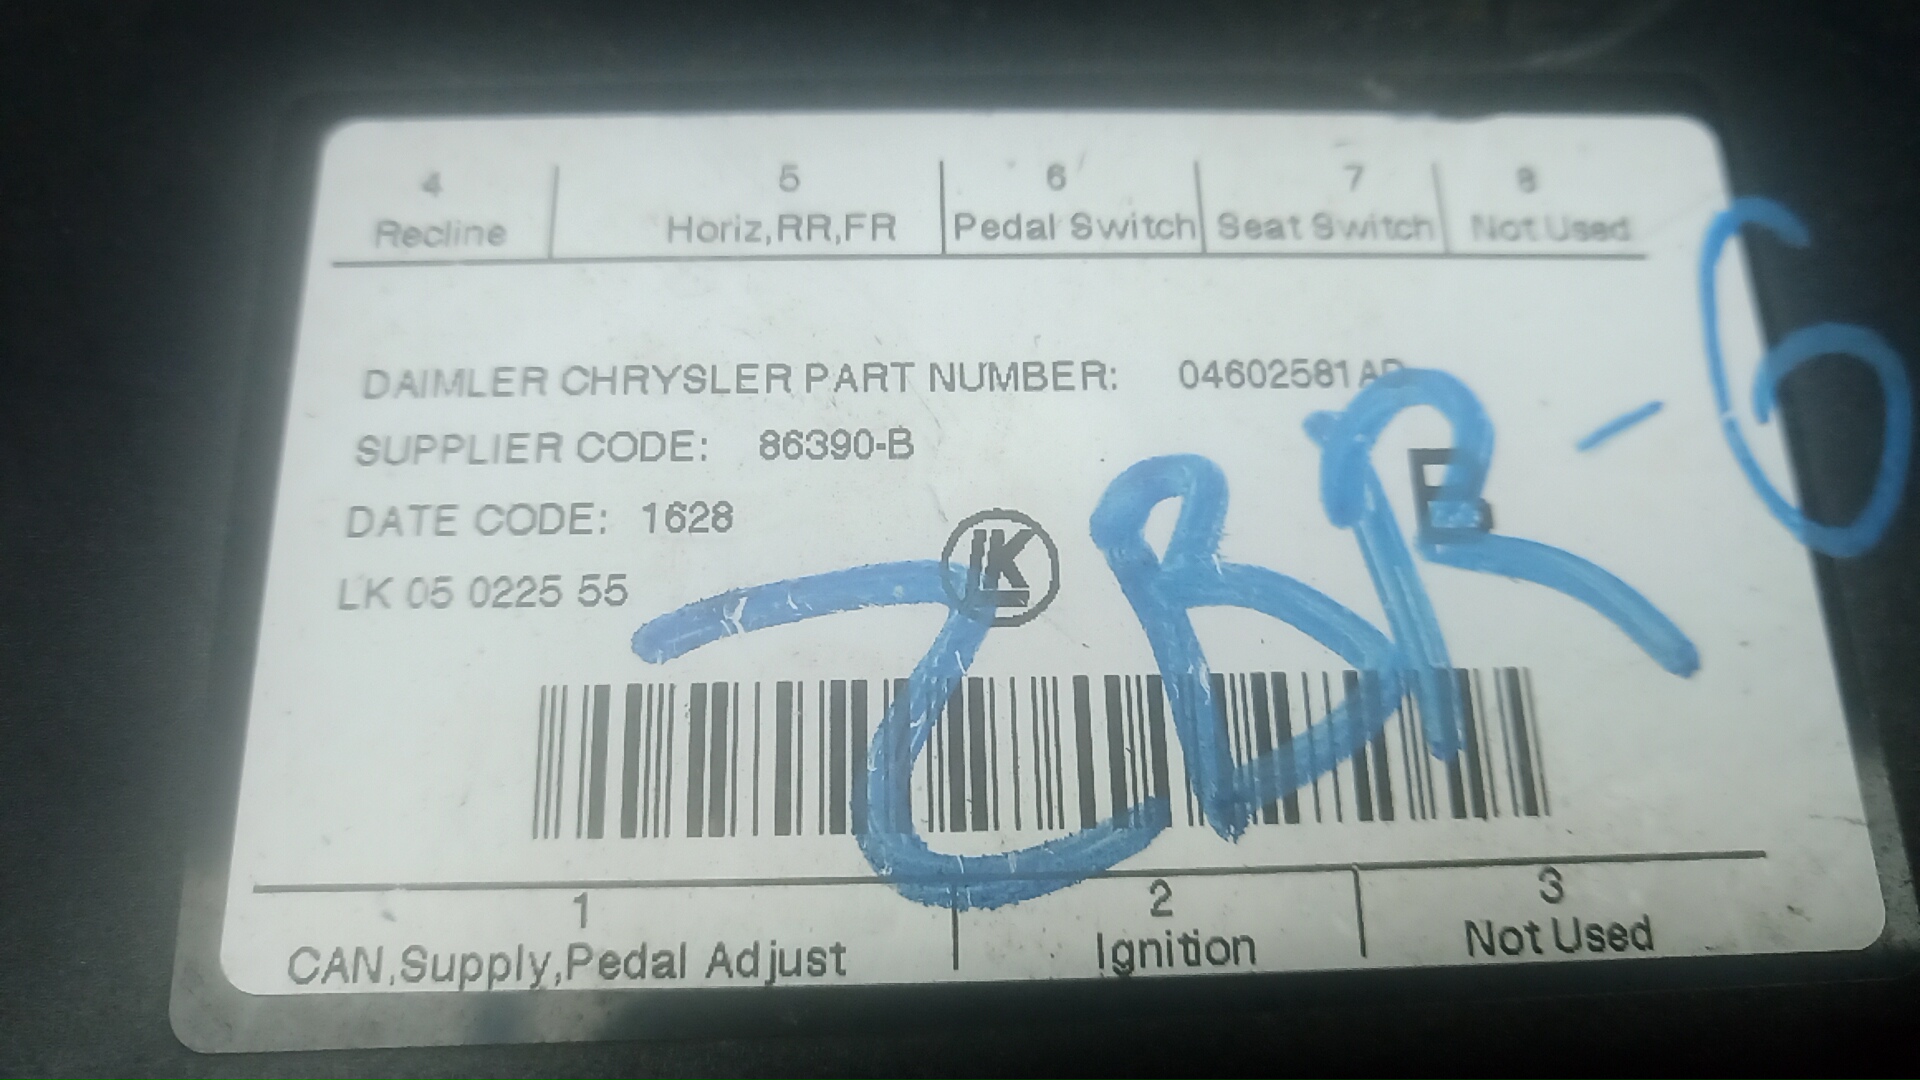 4 5 6 7 8
Recline Horiz,RR,FR Pedal Switch Seat Switch Not Used
DAIMLER CHRYSLER PART NUMBER: 04602581AD
SUPPLIER CODE: 86390-B
DATE CODE: 1628
LK 05 0225 55
LK
E
1 2 3
CAN,Supply,Pedal Adjust Ignition Not Used